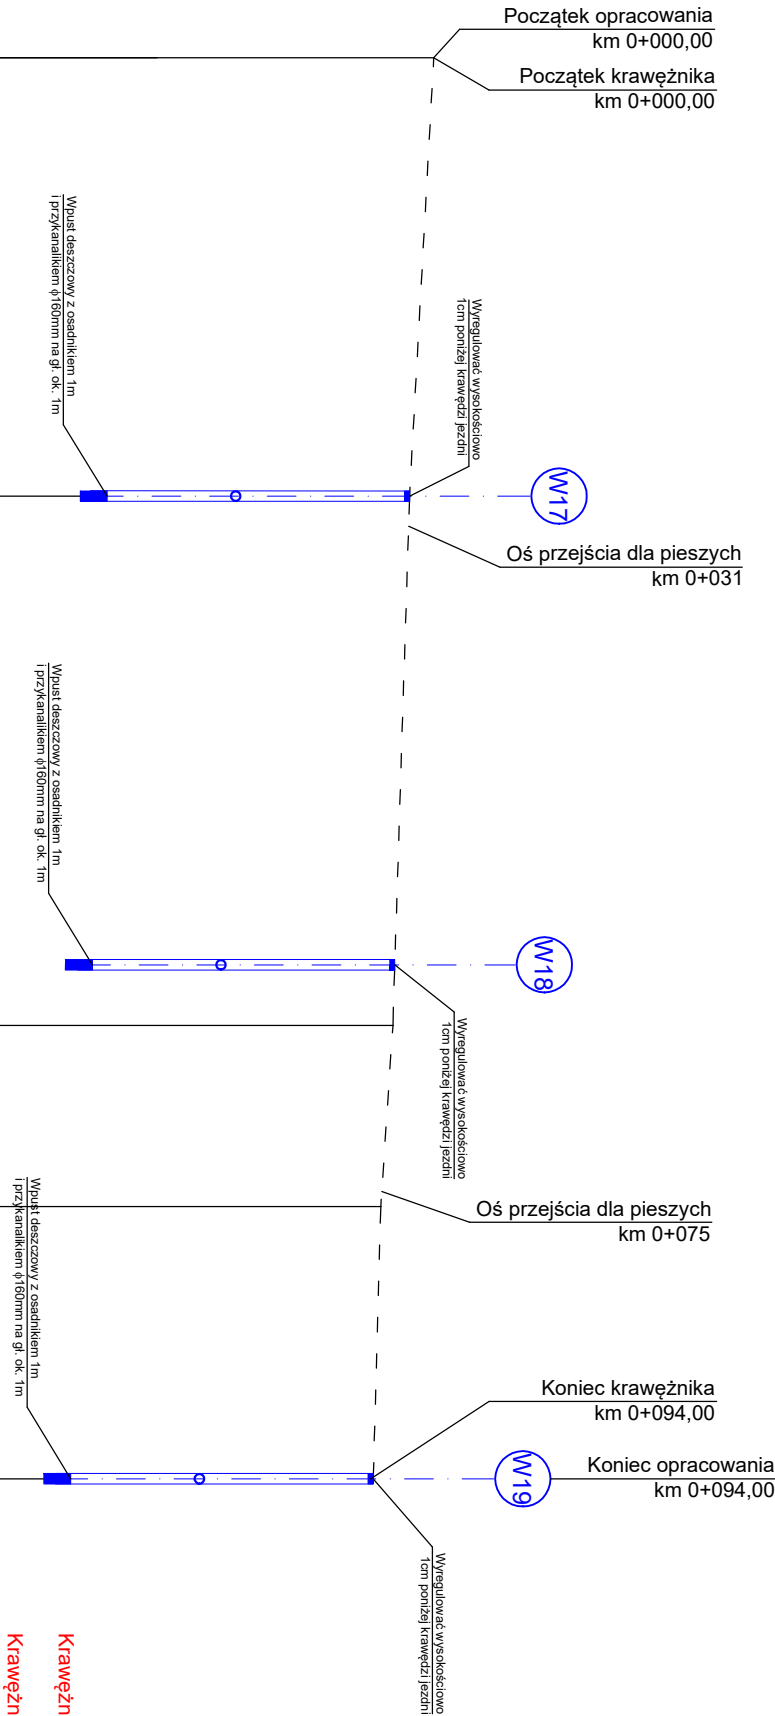 Początek opracowania
km 0+000,00
Początek krawężnika
km 0+000,00
Wpust deszczowy z osadnikiem 1m
i przykanalikiem ϕ160mm na gł. ok. 1m
Wyregulować wysokościowo
1cm poniżej krawędzi jezdni
W17
Oś przejścia dla pieszych
km 0+031
Wpust deszczowy z osadnikiem 1m
i przykanalikiem ϕ160mm na gł. ok. 1m
W18
Wyregulować wysokościowo
1cm poniżej krawędzi jezdni
Oś przejścia dla pieszych
km 0+075
Wpust deszczowy z osadnikiem 1m
i przykanalikiem ϕ160mm na gł. ok. 1m
Koniec krawężnika
km 0+094,00
W19
Koniec opracowania
km 0+094,00
Wyregulować wysokościowo
1cm poniżej krawędzi jezdni
Krawężn
Krawężn